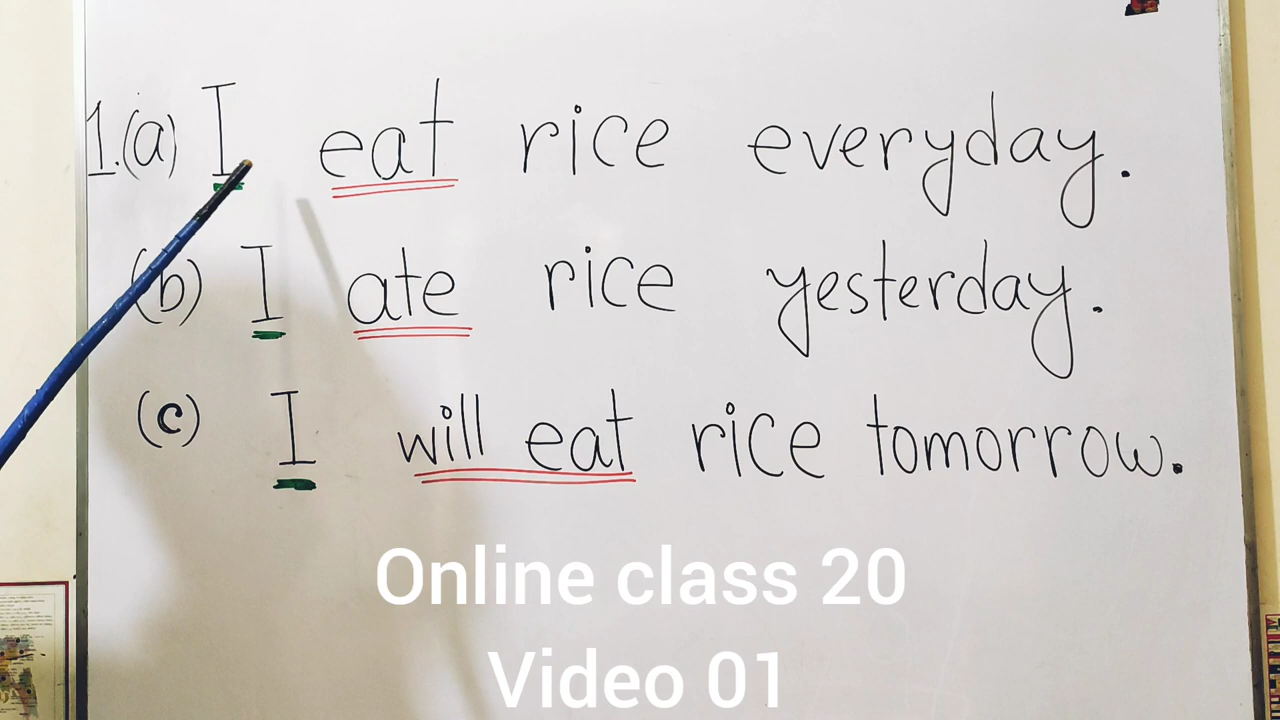 1.(a) I eat rice everyday.
(b) I ate rice yesterday.
(c) I will eat rice tomorrow.
Online class 20
Video 01